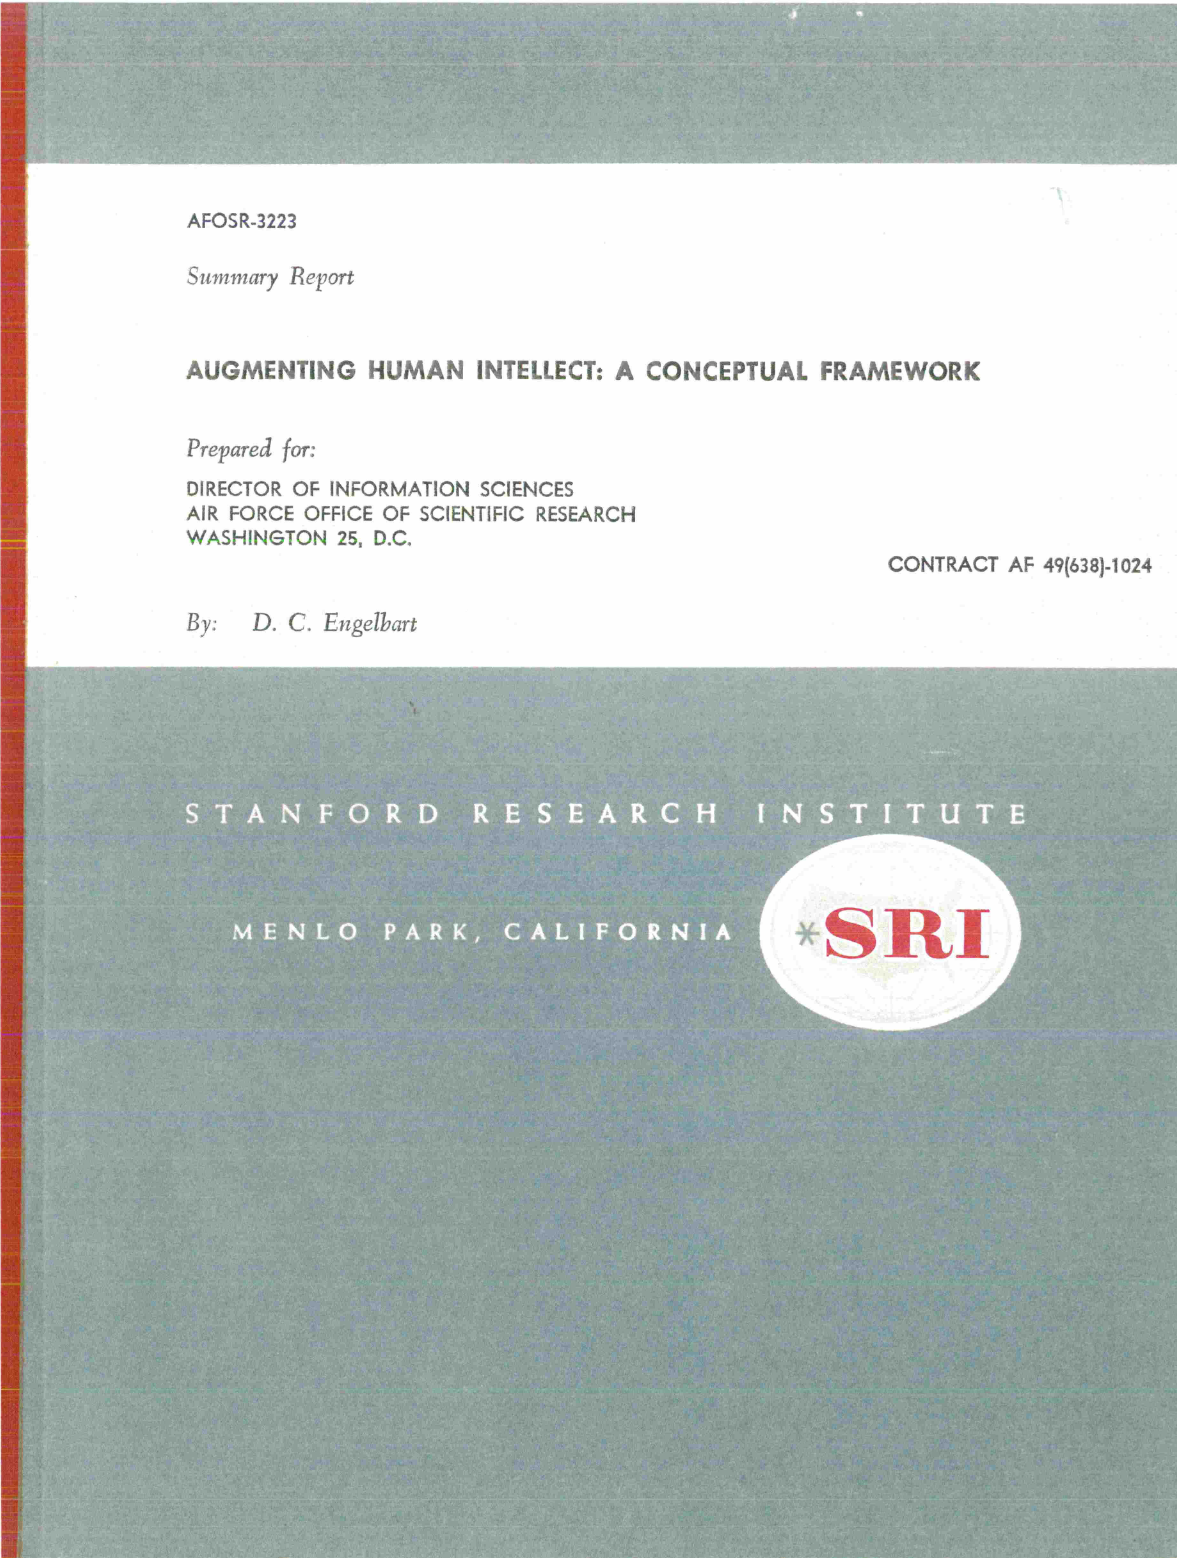 AFOSR-3223
Summary Report
AUGMENTING HUMAN INTELLECT: A CONCEPTUAL FRAMEWORK
Prepared for:
DIRECTOR OF INFORMATION SCIENCES
AIR FORCE OFFICE OF SCIENTIFIC RESEARCH
WASHINGTON 25, D.C.
CONTRACT AF 49(638)-1024
By: D. C. Engelbart
STANFORD RESEARCH INSTITUTE
MENLO PARK, CALIFORNIA
*SRI